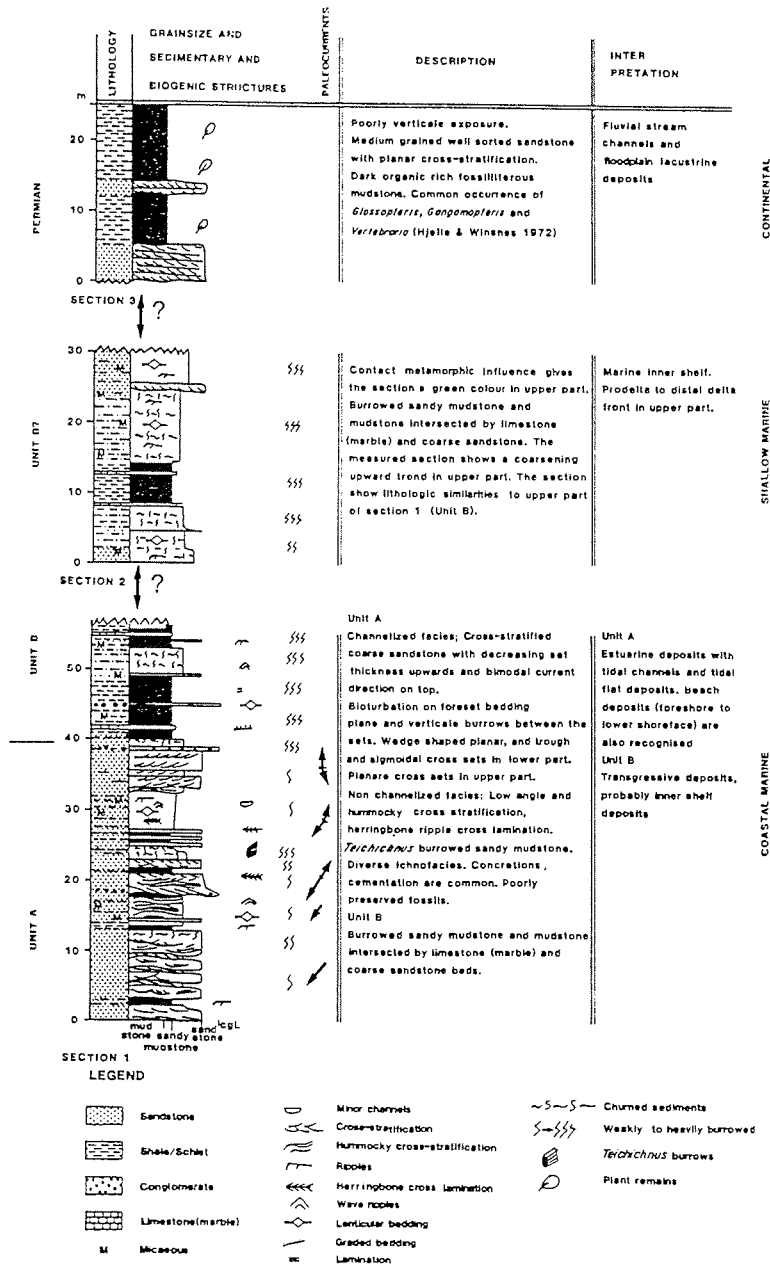 LITHOLOGY
GRAINSIZE AND
SEDIMENTARY AND
BIOGENIC STRUCTURES
PALEOCURRENTS
DESCRIPTION
INTER
PRETATION
m
20
10
0
PERMIAN
Poorly verticale exposure.
Medium grained well sorted sandstone
with planar cross-stratification.
Dark organic rich fossiliferous
mudstone. Common occurrence of
Glossopteris, Gangamopteris and
Vertebraria (Hjelle & Winsnes 1972)
Fluvial stream
channels and
floodplain lacustrine
deposits
CONTINENTAL
SECTION 3
?
30
20
10
0
UNIT B?
M
M
M
M
Contact metamorphic influence gives
the section a green colour in upper part.
Burrowed sandy mudstone and
mudstone intersected by limestone
(marble) and coarse sandstone. The
measured section shows a coarsening
upward trond in upper part. The section
show lithologic similarities to upper part
of section 1 (Unit B).
Marine inner shelf.
Prodelta to distal delta
front in upper part.
SHALLOW MARINE
SECTION 2
?
50
40
30
20
10
0
UNIT B
UNIT A
M
M
M
M
M
M
Unit A
Channelized facies; Cross-stratified
coarse sandstone with decreasing set
thickness upwards and bimodal current
direction on top.
Bioturbation on foreset bedding
plane and verticale burrows between the
sets. Wedge shaped planar, and trough
and sigmoidal cross sets in lower part.
Planare cross sets in upper part.
Non channelized facies; Low angle and
hummocky cross stratification,
herringbone ripple cross lamination.
Teichichnus burrowed sandy mudstone.
Diverse ichnofacies. Concretions,
cementation are common. Poorly
preserved fossils.
Unit B
Burrowed sandy mudstone and mudstone
intersected by limestone (marble) and
coarse sandstone beds.
Unit A
Estuarine deposits with
tidal channels and tidal
flat deposits. Beach
deposits (foreshore to
lower shoreface) are
also recognised
Unit B
Transgressive deposits,
probably inner shelf
deposits
COASTAL MARINE
mud sand cgL
stone sandy stone
mudstone
SECTION 1
LEGEND
Sandstone
Shale/Schist
Conglomerate
Limestone(marble)
M Micaeous
Minor channels
Cross-stratification
Hummocky cross-stratification
Ripples
Herringbone cross lamination
Wave ripples
Lenticular bedding
Graded bedding
Lamination
Churned sediments
Weakly to heavily burrowed
Teichichnus burrows
Plant remains